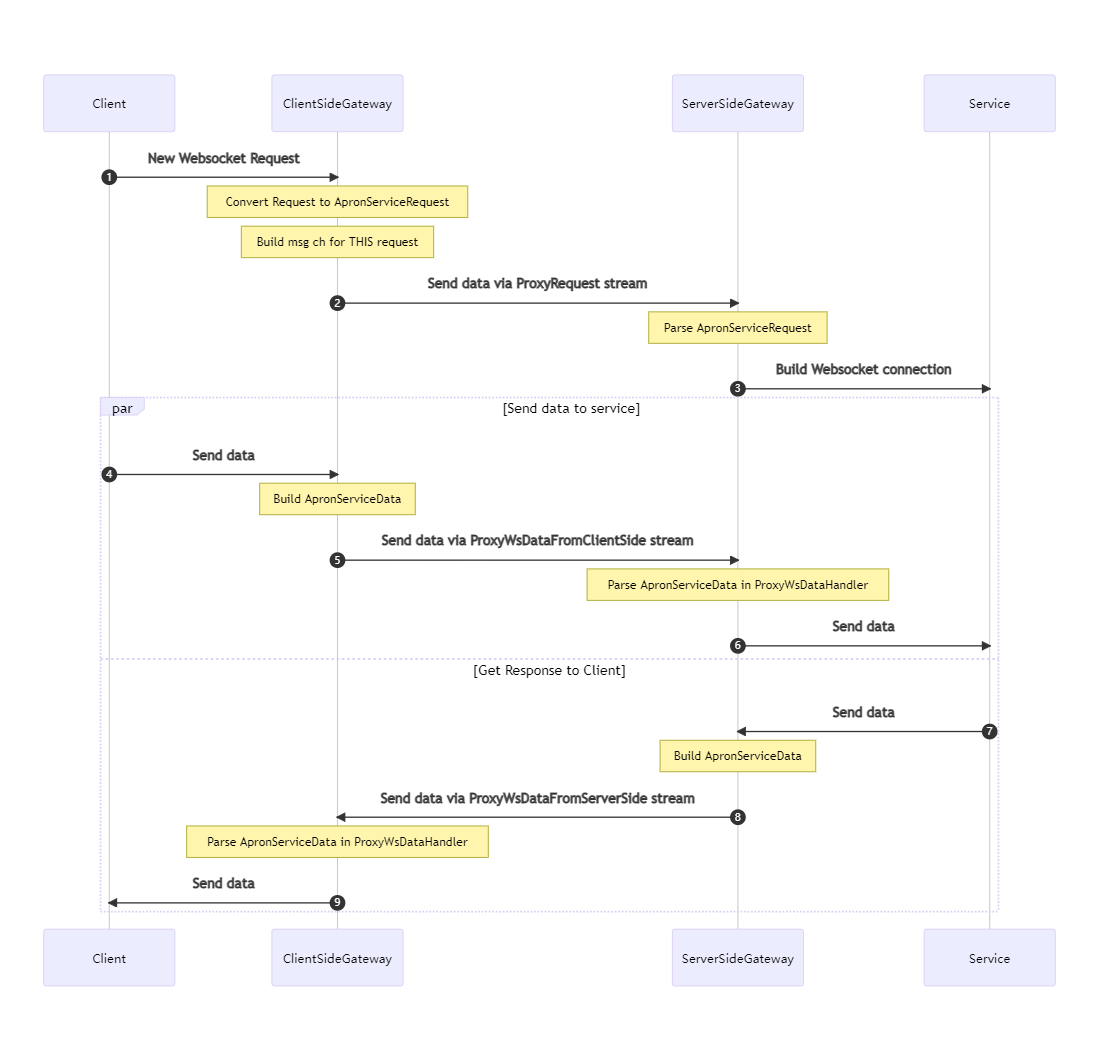 Client
ClientSideGateway
ServerSideGateway
Service
New Websocket Request
1
Convert Request to ApronServiceRequest
Build msg ch for THIS request
Send data via ProxyRequest stream
2
Parse ApronServiceRequest
Build Websocket connection
3
par
[Send data to service]
Send data
4
Build ApronServiceData
Send data via ProxyWsDataFromClientSide stream
5
Parse ApronServiceData in ProxyWsDataHandler
Send data
6
[Get Response to Client]
Send data
7
Build ApronServiceData
Send data via ProxyWsDataFromServerSide stream
8
Parse ApronServiceData in ProxyWsDataHandler
Send data
9
Client
ClientSideGateway
ServerSideGateway
Service